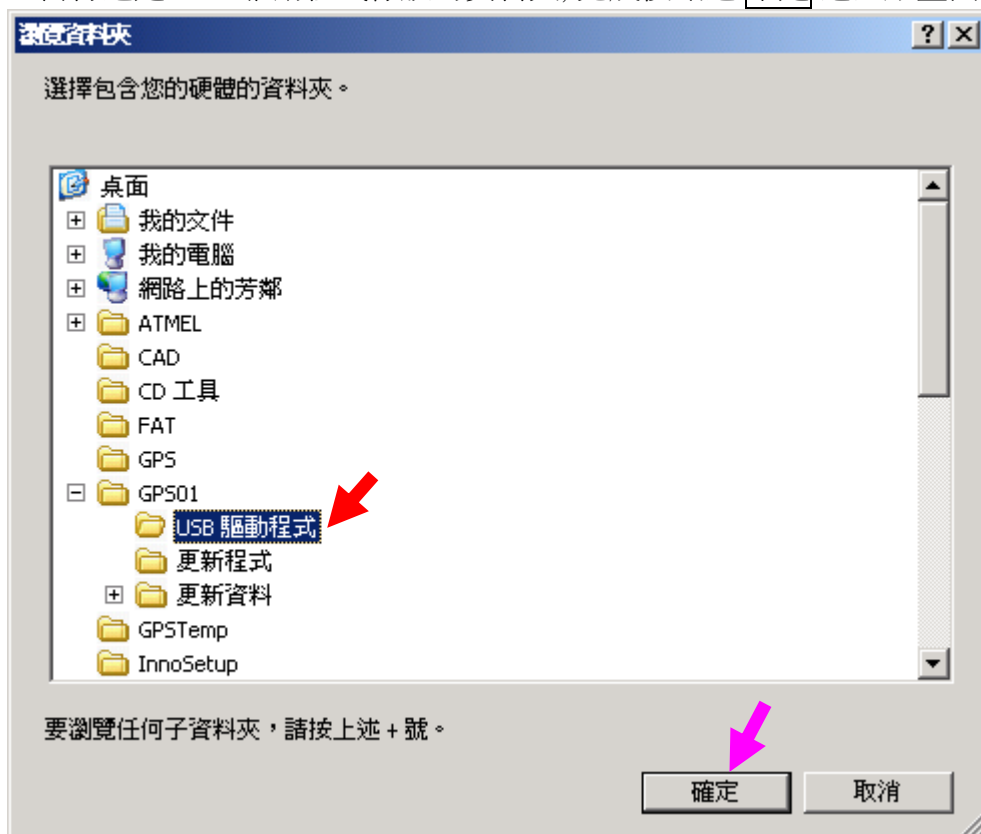 瀏覽資料夾
選擇包含您的硬體的資料夾。
桌面
我的文件
我的電腦
網路上的芳鄰
ATMEL
CAD
CD 工具
FAT
GPS
GPS01
USB 驅動程式
更新程式
更新資料
GPSTemp
InnoSetup
要瀏覽任何子資料夾，請按上述 + 號。
確定 取消